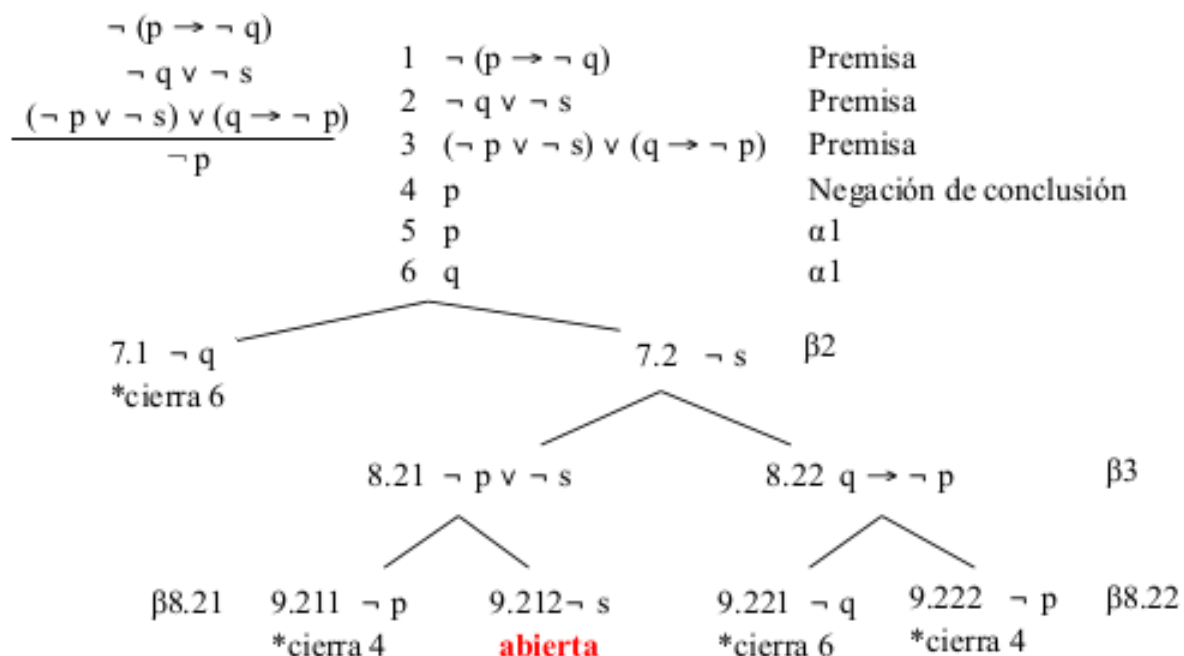 ¬ (p → ¬ q)
¬ q ∨ ¬ s
(¬ p ∨ ¬ s) ∨ (q → ¬ p)
¬ p
1 ¬ (p → ¬ q) Premisa
2 ¬ q ∨ ¬ s Premisa
3 (¬ p ∨ ¬ s) ∨ (q → ¬ p) Premisa
4 p Negación de conclusión
5 p α1
6 q α1
7.1 ¬ q 7.2 ¬ s β2
*cierra 6
8.21 ¬ p ∨ ¬ s 8.22 q → ¬ p β3
β8.21 9.211 ¬ p 9.212 ¬ s 9.221 ¬ q 9.222 ¬ p β8.22
*cierra 4 abierta *cierra 6 *cierra 4